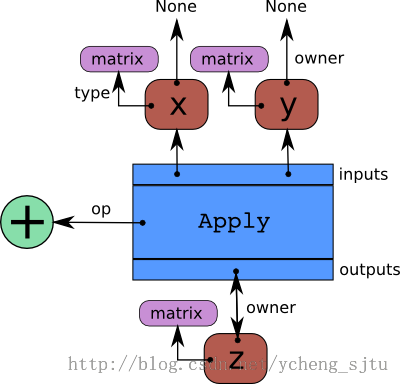 None None
matrix matrix owner
type x y
inputs
op Apply
outputs
owner
matrix
z
http://blog.csdn.net/ycheng_sjtu